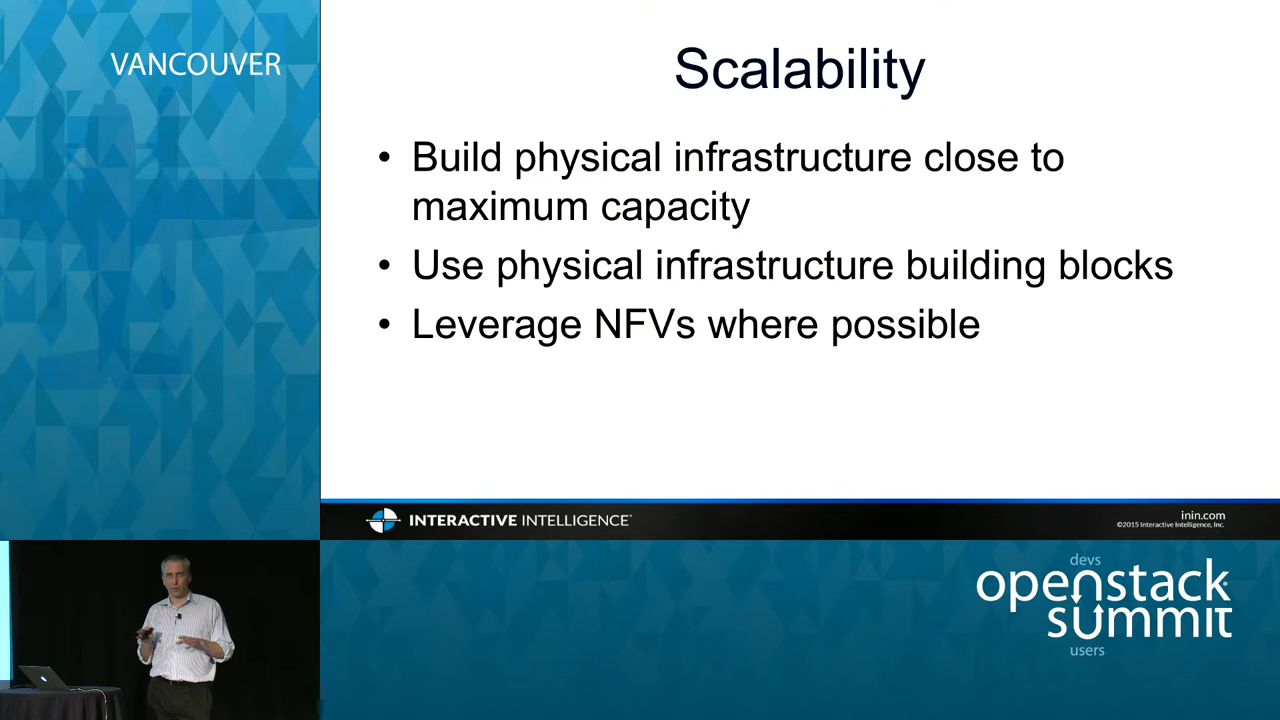 VANCOUVER
Scalability
• Build physical infrastructure close to
maximum capacity
• Use physical infrastructure building blocks
• Leverage NFVs where possible
INTERACTIVE INTELLIGENCE®
inin.com
©2015 Interactive Intelligence, Inc.
devs
openstack
summit
users